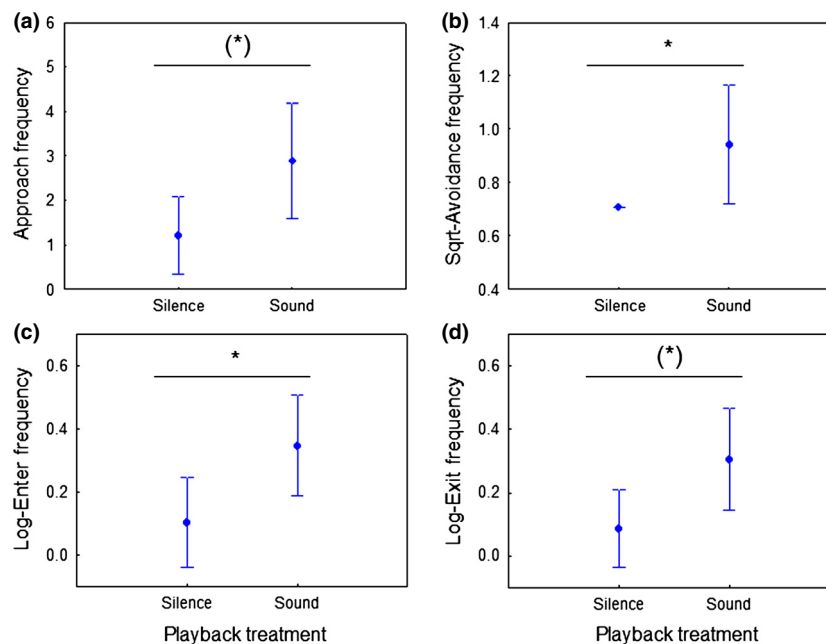 (a)
Approach frequency
6
5
4
3
2
1
0
(*)
Silence Sound
(b)
Sqrt-Avoidance frequency
1.4
1.2
1.0
0.8
0.6
0.4
*
Silence Sound
(c)
Log-Enter frequency
0.6
0.4
0.2
0.0
*
Silence Sound
Playback treatment
(d)
Log-Exit frequency
0.6
0.4
0.2
0.0
(*)
Silence Sound
Playback treatment